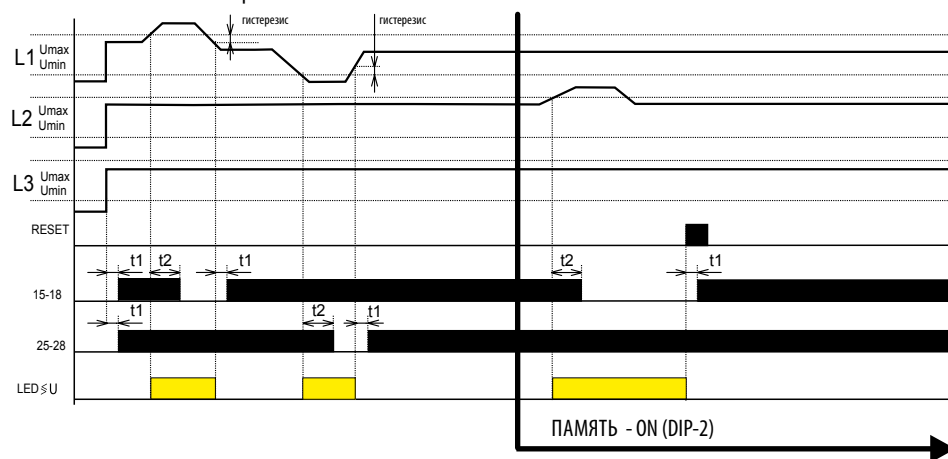 гистерезис гистерезис
L1 Umax
Umin
L2 Umax
Umin
L3 Umax
Umin
RESET
t1 t2 t1 t2 t1
15-18
t1 t2 t1
25-28
LED≶U
ПАМЯТЬ - ON (DIP-2)